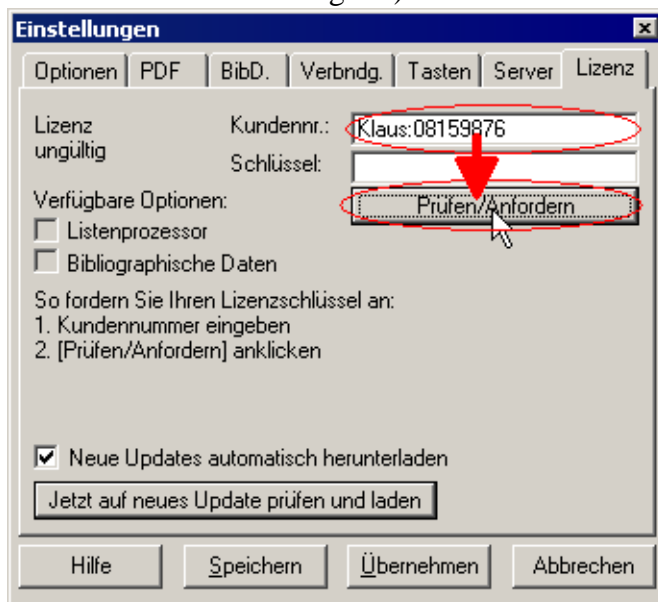 Einstellungen
Optionen PDF BibD. Verbndg. Tasten Server Lizenz
Lizenz ungültig
Kundennr.: Klaus:08159876
Schlüssel:
Prüfen/Anfordern
Verfügbare Optionen:
Listenprozessor
Bibliographische Daten
So fordern Sie Ihren Lizenzschlüssel an:
1. Kundennummer eingeben
2. [Prüfen/Anfordern] anklicken
Neue Updates automatisch herunterladen
Jetzt auf neues Update prüfen und laden
Hilfe Speichern Übernehmen Abbrechen